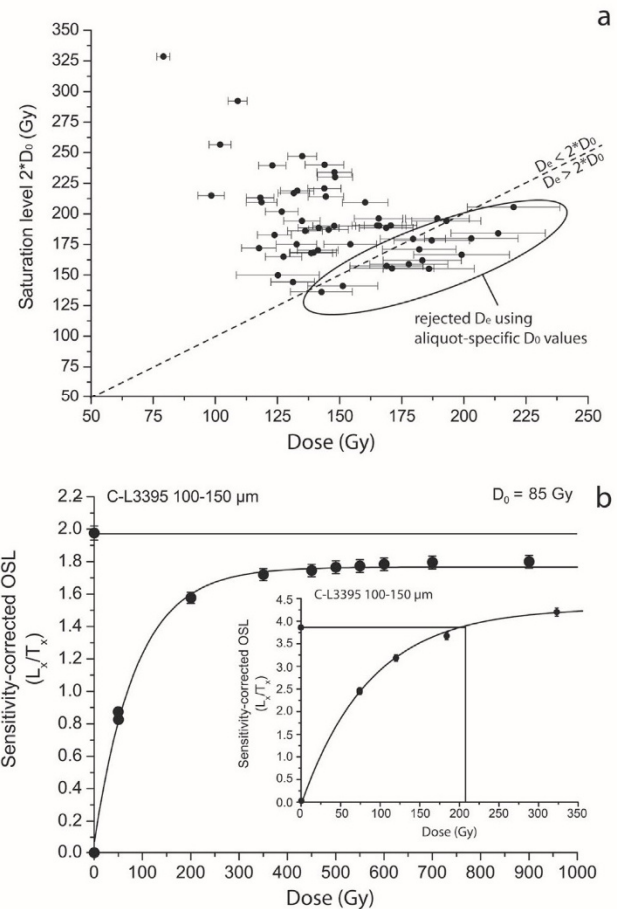 a
350
325
300
275
250
225
200
175
150
125
100
75
50
Saturation level 2*D₀ (Gy)
Dₑ < 2*D₀
Dₑ > 2*D₀
rejected Dₑ using
aliquot-specific D₀ values
50 75 100 125 150 175 200 225 250
Dose (Gy)
b
C-L3395 100-150 µm
D₀ = 85 Gy
2.2
2.0
1.8
1.6
1.4
1.2
1.0
0.8
0.6
0.4
0.2
0.0
Sensitivity-corrected OSL
(Lₓ/Tₓ)
C-L3395 100-150 µm
4.5
4.0
3.5
3.0
2.5
2.0
1.5
1.0
0.5
0.0
Sensitivity-corrected OSL
(Lₓ/Tₓ)
0 50 100 150 200 250 300 350
Dose (Gy)
0 100 200 300 400 500 600 700 800 900 1000
Dose (Gy)